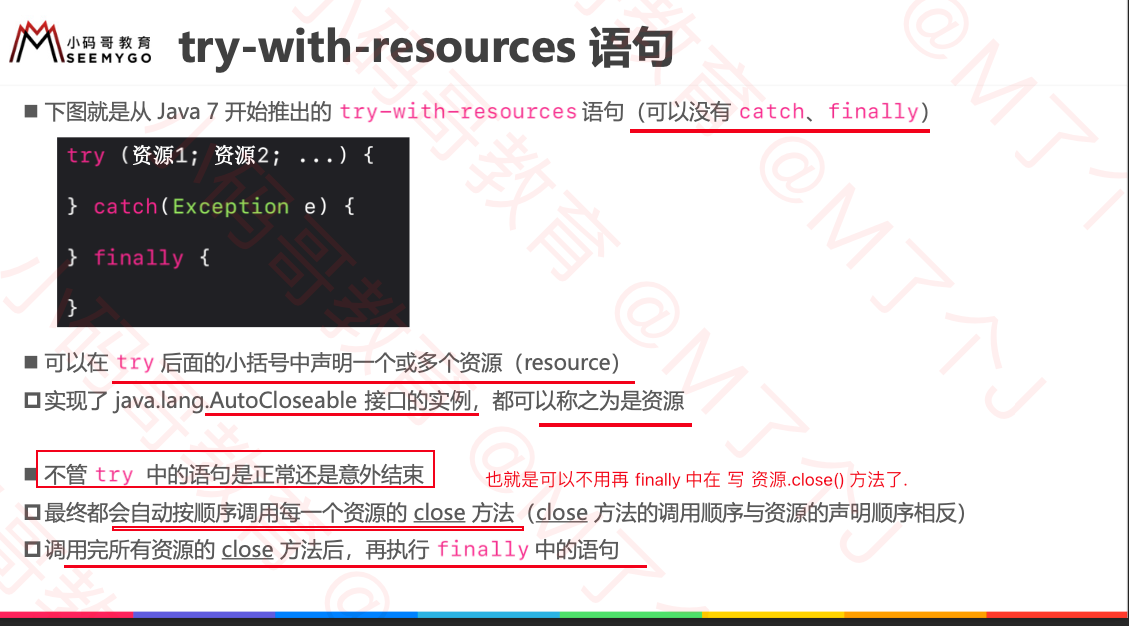 小码哥教育
SEEMYGO
try-with-resources 语句
■ 下图就是从 Java 7 开始推出的 try-with-resources 语句（可以没有 catch、finally）
try (资源1; 资源2; ...) {
} catch(Exception e) {
} finally {
}
■ 可以在 try 后面的小括号中声明一个或多个资源（resource）
实现了 java.lang.AutoCloseable 接口的实例，都可以称之为是资源
■ 不管 try 中的语句是正常还是意外结束
也就是可以不用再 finally 中在 写 资源.close() 方法了.
最终都会自动按顺序调用每一个资源的 close 方法（close 方法的调用顺序与资源的声明顺序相反）
调用完所有资源的 close 方法后，再执行 finally 中的语句
小码哥教育 @M了个J